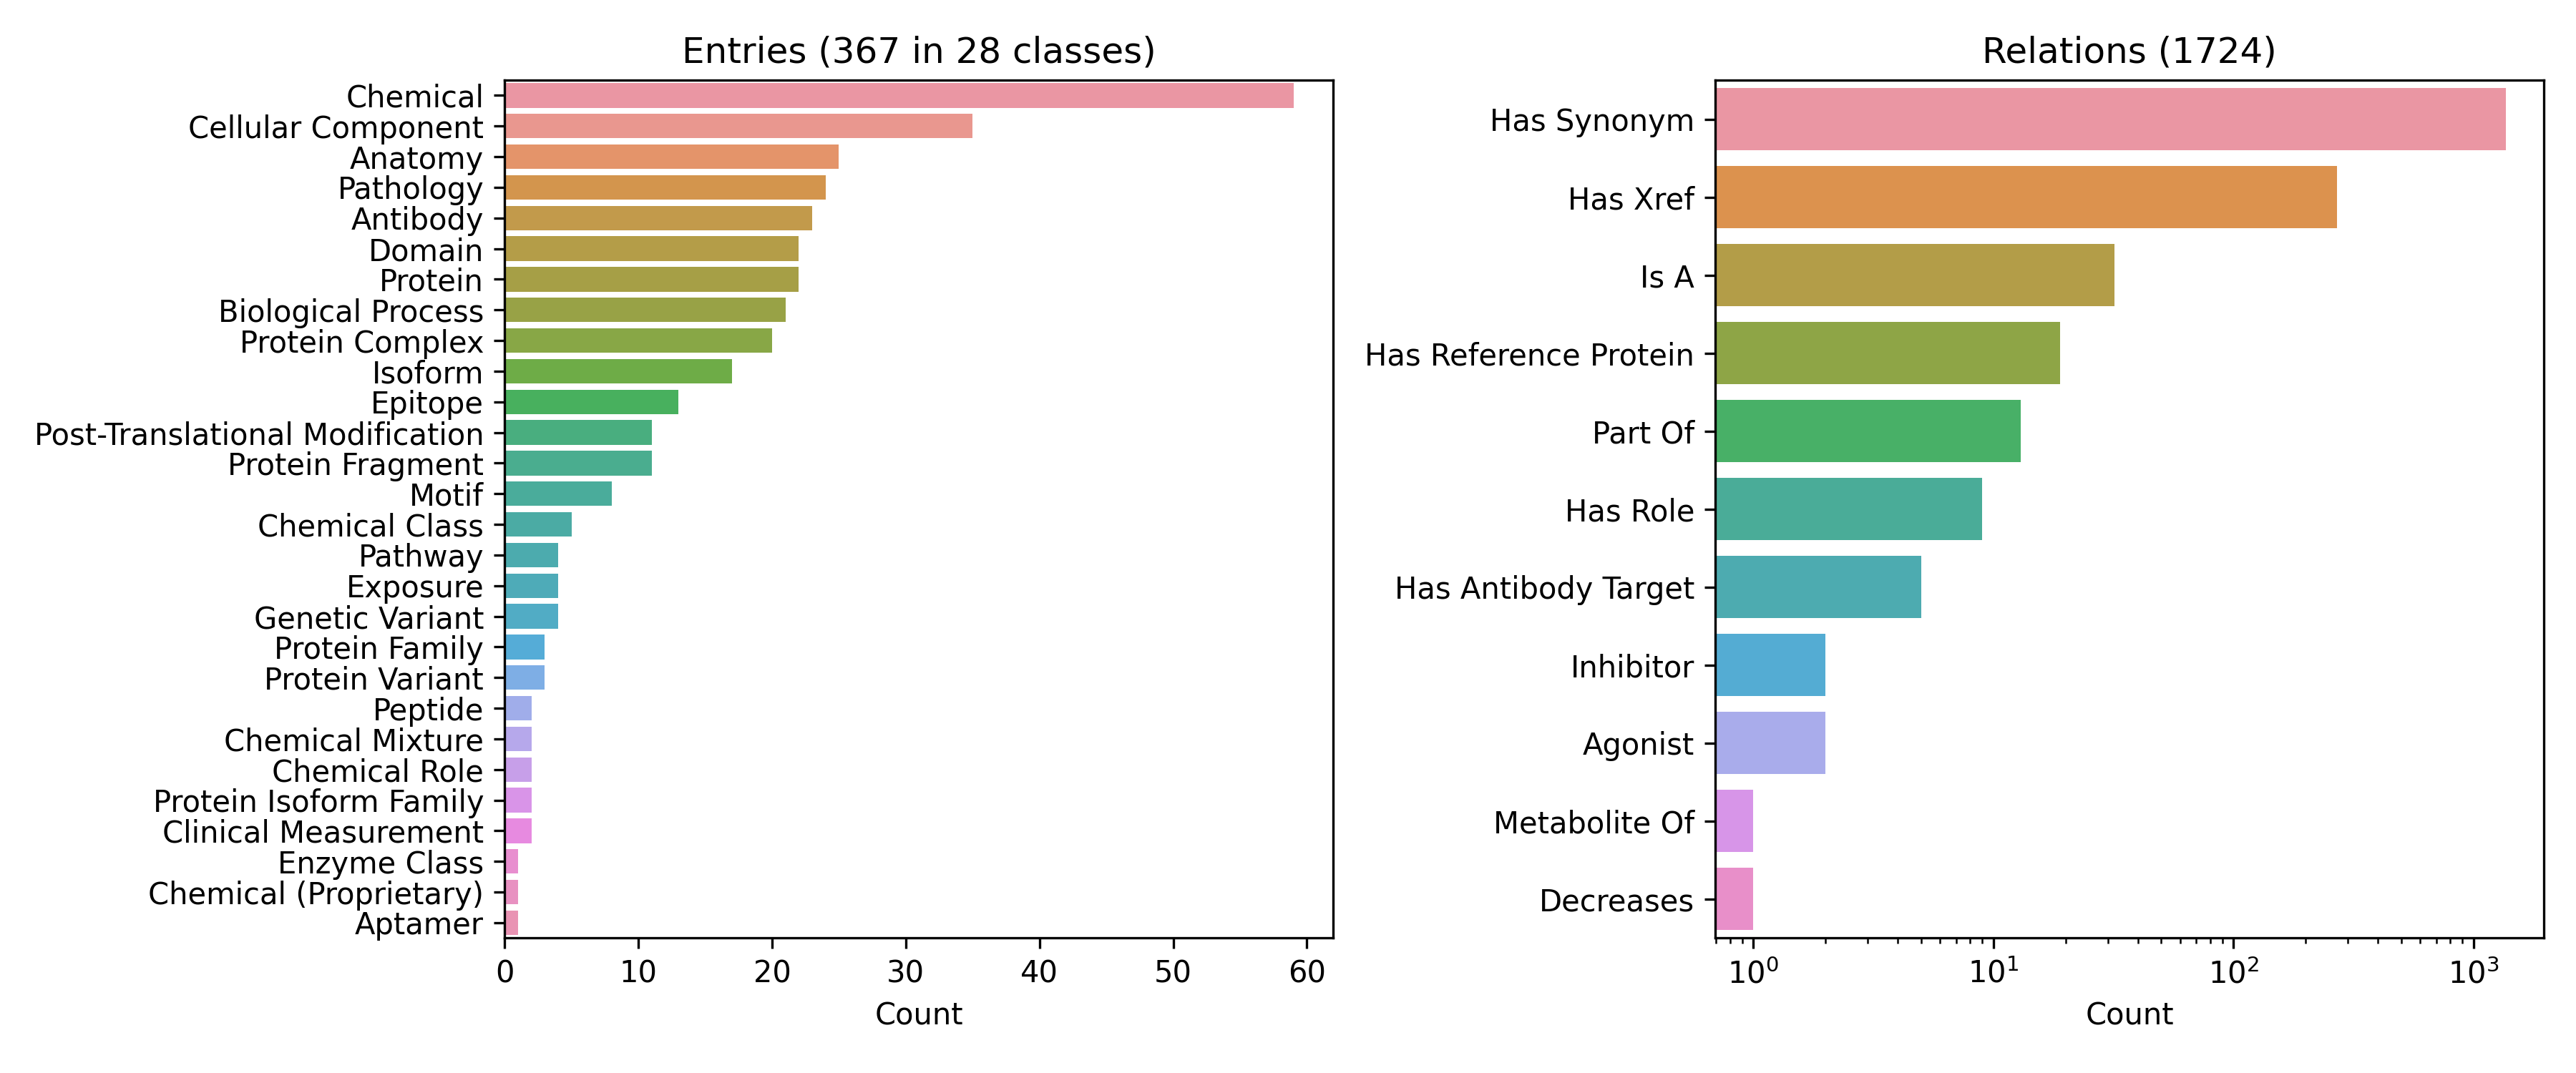 Entries (367 in 28 classes)
Chemical
Cellular Component
Anatomy
Pathology
Antibody
Domain
Protein
Biological Process
Protein Complex
Isoform
Epitope
Post-Translational Modification
Protein Fragment
Motif
Chemical Class
Pathway
Exposure
Genetic Variant
Protein Family
Protein Variant
Peptide
Chemical Mixture
Chemical Role
Protein Isoform Family
Clinical Measurement
Enzyme Class
Chemical (Proprietary)
Aptamer
0 10 20 30 40 50 60
Count
Relations (1724)
Has Synonym
Has Xref
Is A
Has Reference Protein
Part Of
Has Role
Has Antibody Target
Inhibitor
Agonist
Metabolite Of
Decreases
10⁰ 10¹ 10² 10³
Count